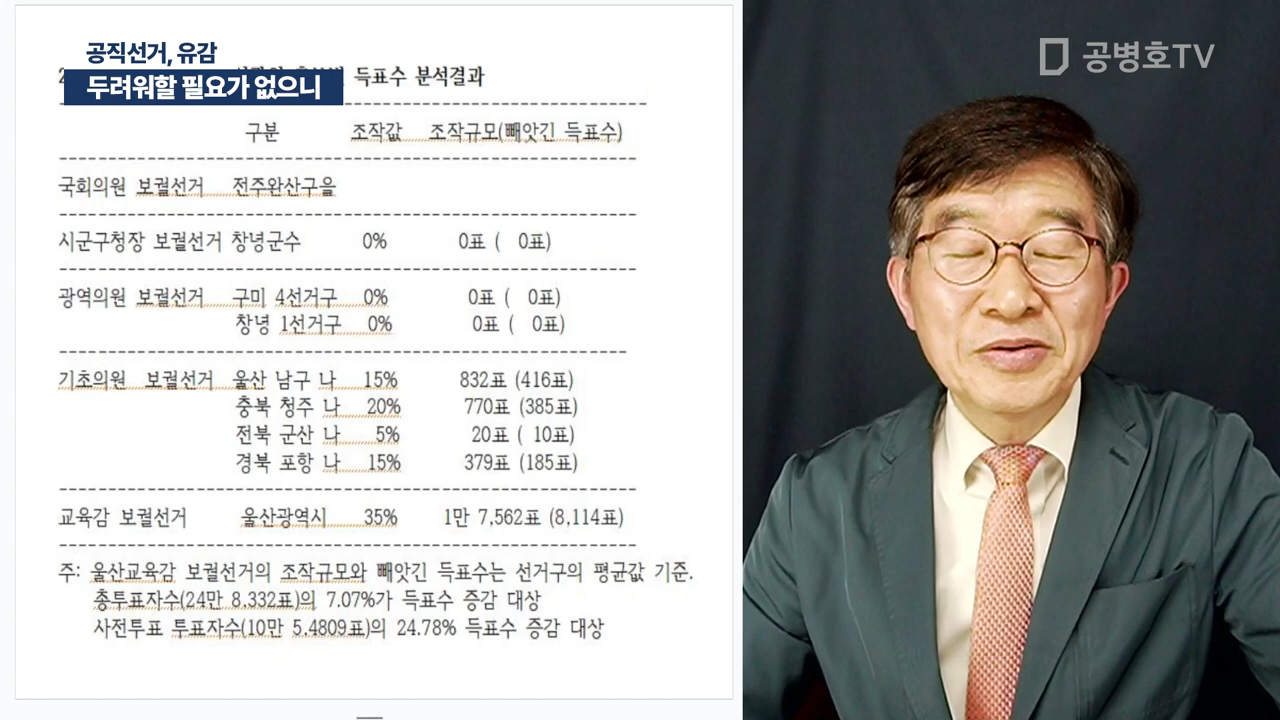 공직선거, 유감
두려워할 필요가 없으니
득표수 분석결과
구분 조작값 조작규모(빼앗긴 득표수)
국회의원 보궐선거 전주완산구을
시군구청장 보궐선거 창녕군수 0% 0표 ( 0표)
광역의원 보궐선거 구미 4선거구 0% 0표 ( 0표)
창녕 1선거구 0% 0표 ( 0표)
기초의원 보궐선거 울산 남구 나 15% 832표 (416표)
충북 청주 나 20% 770표 (385표)
전북 군산 나 5% 20표 ( 10표)
경북 포항 나 15% 379표 (185표)
교육감 보궐선거 울산광역시 35% 1만 7,562표 (8,114표)
주: 울산교육감 보궐선거의 조작규모와 빼앗긴 득표수는 선거구의 평균값 기준.
총투표자수(24만 8,332표)의 7.07%가 득표수 증감 대상
사전투표 투표자수(10만 5.4809표)의 24.78% 득표수 증감 대상
공병호TV